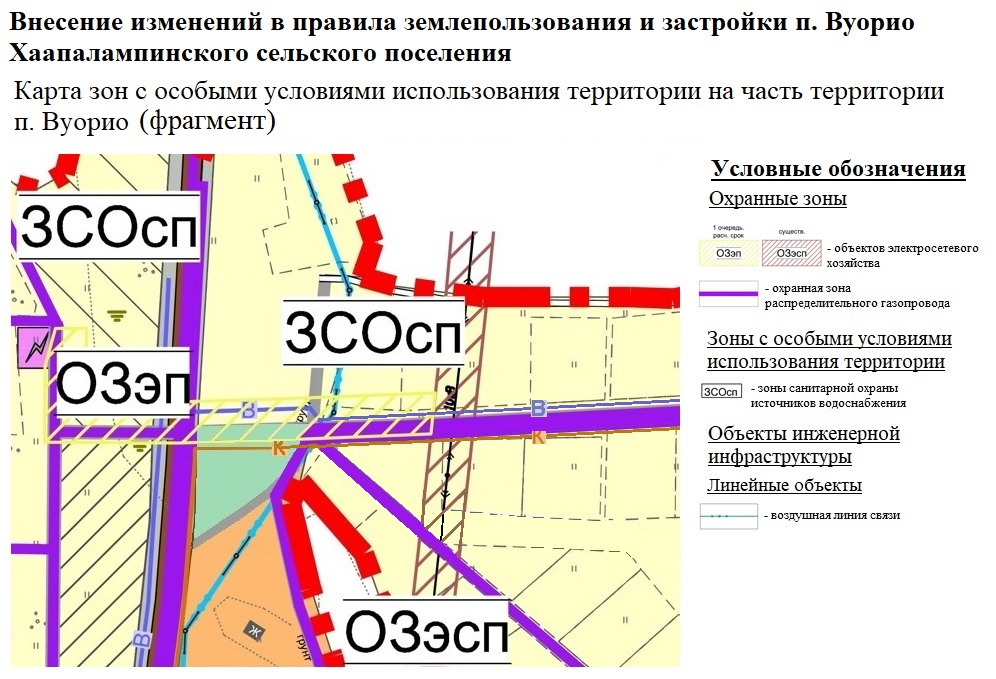 Внесение изменений в правила землепользования и застройки п. Вуорио
Хаапалампинского сельского поселения
Карта зон с особыми условиями использования территории на часть территории
п. Вуорио (фрагмент)
ЗСОсп
ЗСОсп
ОЗэп
В
В
К
К
В
Ж
грунт
ОЗэсп
Условные обозначения
Охранные зоны
1 очередь.
расч. срок
существ.
ОЗэп
ОЗэсп
- объектов электросетевого
хозяйства
- охранная зона
распределительного газопровода
Зоны с особыми условиями
использования территории
ЗСОсп
- зоны санитарной охраны
источников водоснабжения
Объекты инженерной
инфраструктуры
Линейные объекты
- воздушная линия связи